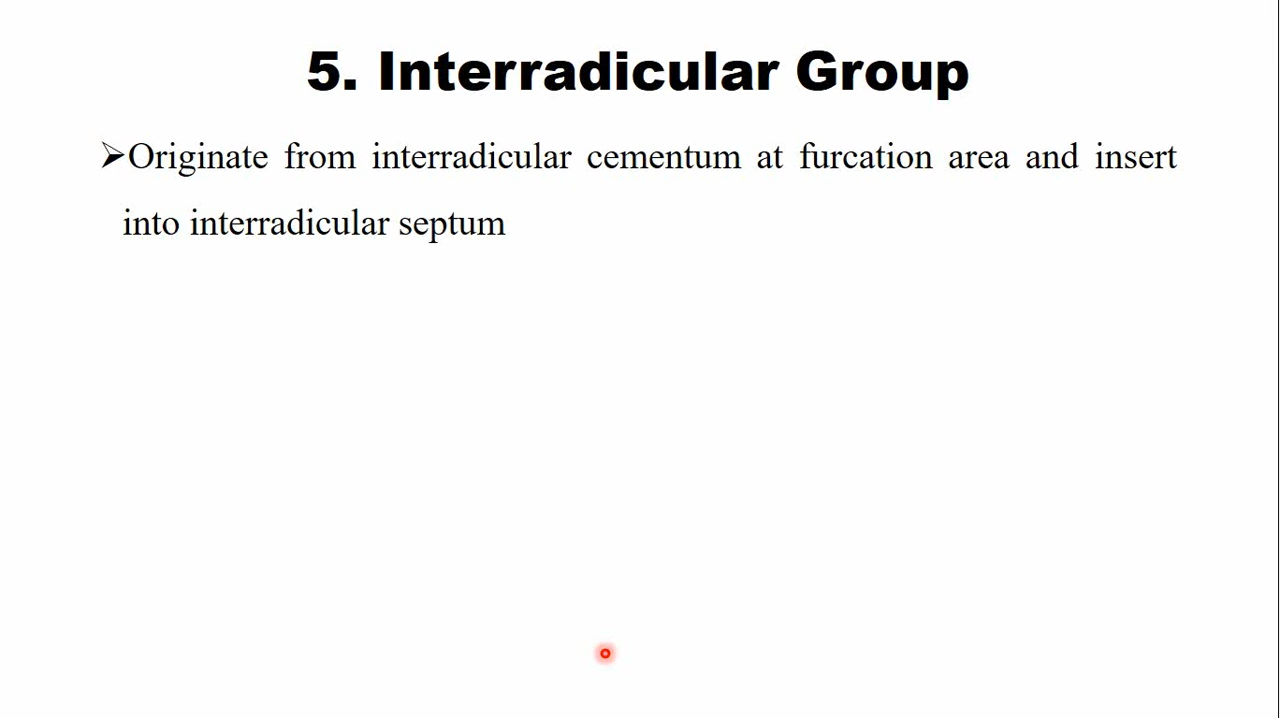 5. Interradicular Group
➢Originate from interradicular cementum at furcation area and insert
into interradicular septum